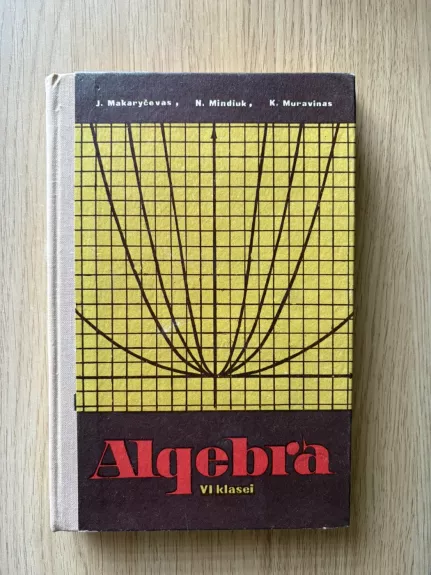 J. Makaryčevas, N. Mindiuk, K. Muravinas
Algebra
VI klasei